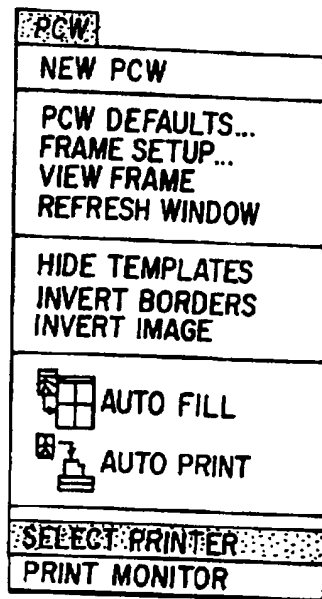 PCW
NEW PCW
PCW DEFAULTS...
FRAME SETUP...
VIEW FRAME
REFRESH WINDOW
HIDE TEMPLATES
INVERT BORDERS
INVERT IMAGE
AUTO FILL
AUTO PRINT
SELECT PRINTER
PRINT MONITOR